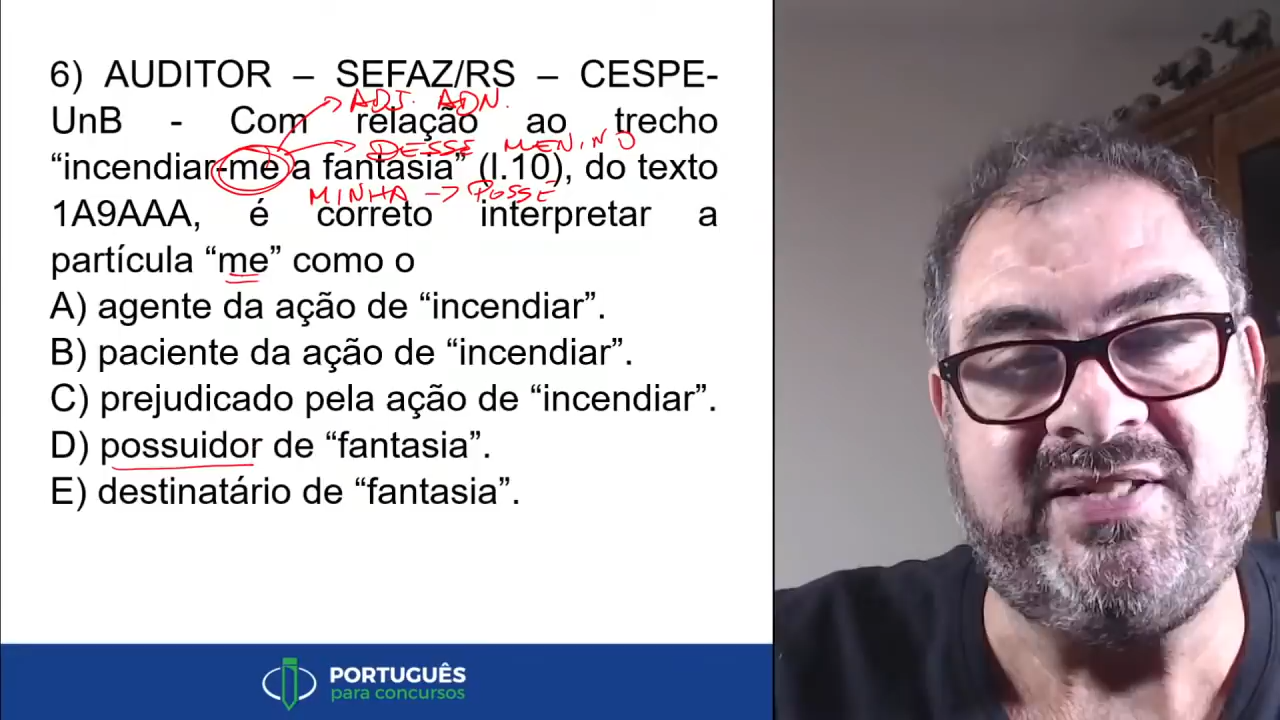 6) AUDITOR – SEFAZ/RS – CESPE-
ADJ. ADN.
UnB - Com relação ao trecho
DESSE MENINO
“incendiar-me a fantasia” (l.10), do texto
MINHA → POSSE
1A9AAA, é correto interpretar a
partícula “me” como o
A) agente da ação de “incendiar”.
B) paciente da ação de “incendiar”.
C) prejudicado pela ação de “incendiar”.
D) possuidor de “fantasia”.
E) destinatário de “fantasia”.
PORTUGUÊS
para concursos